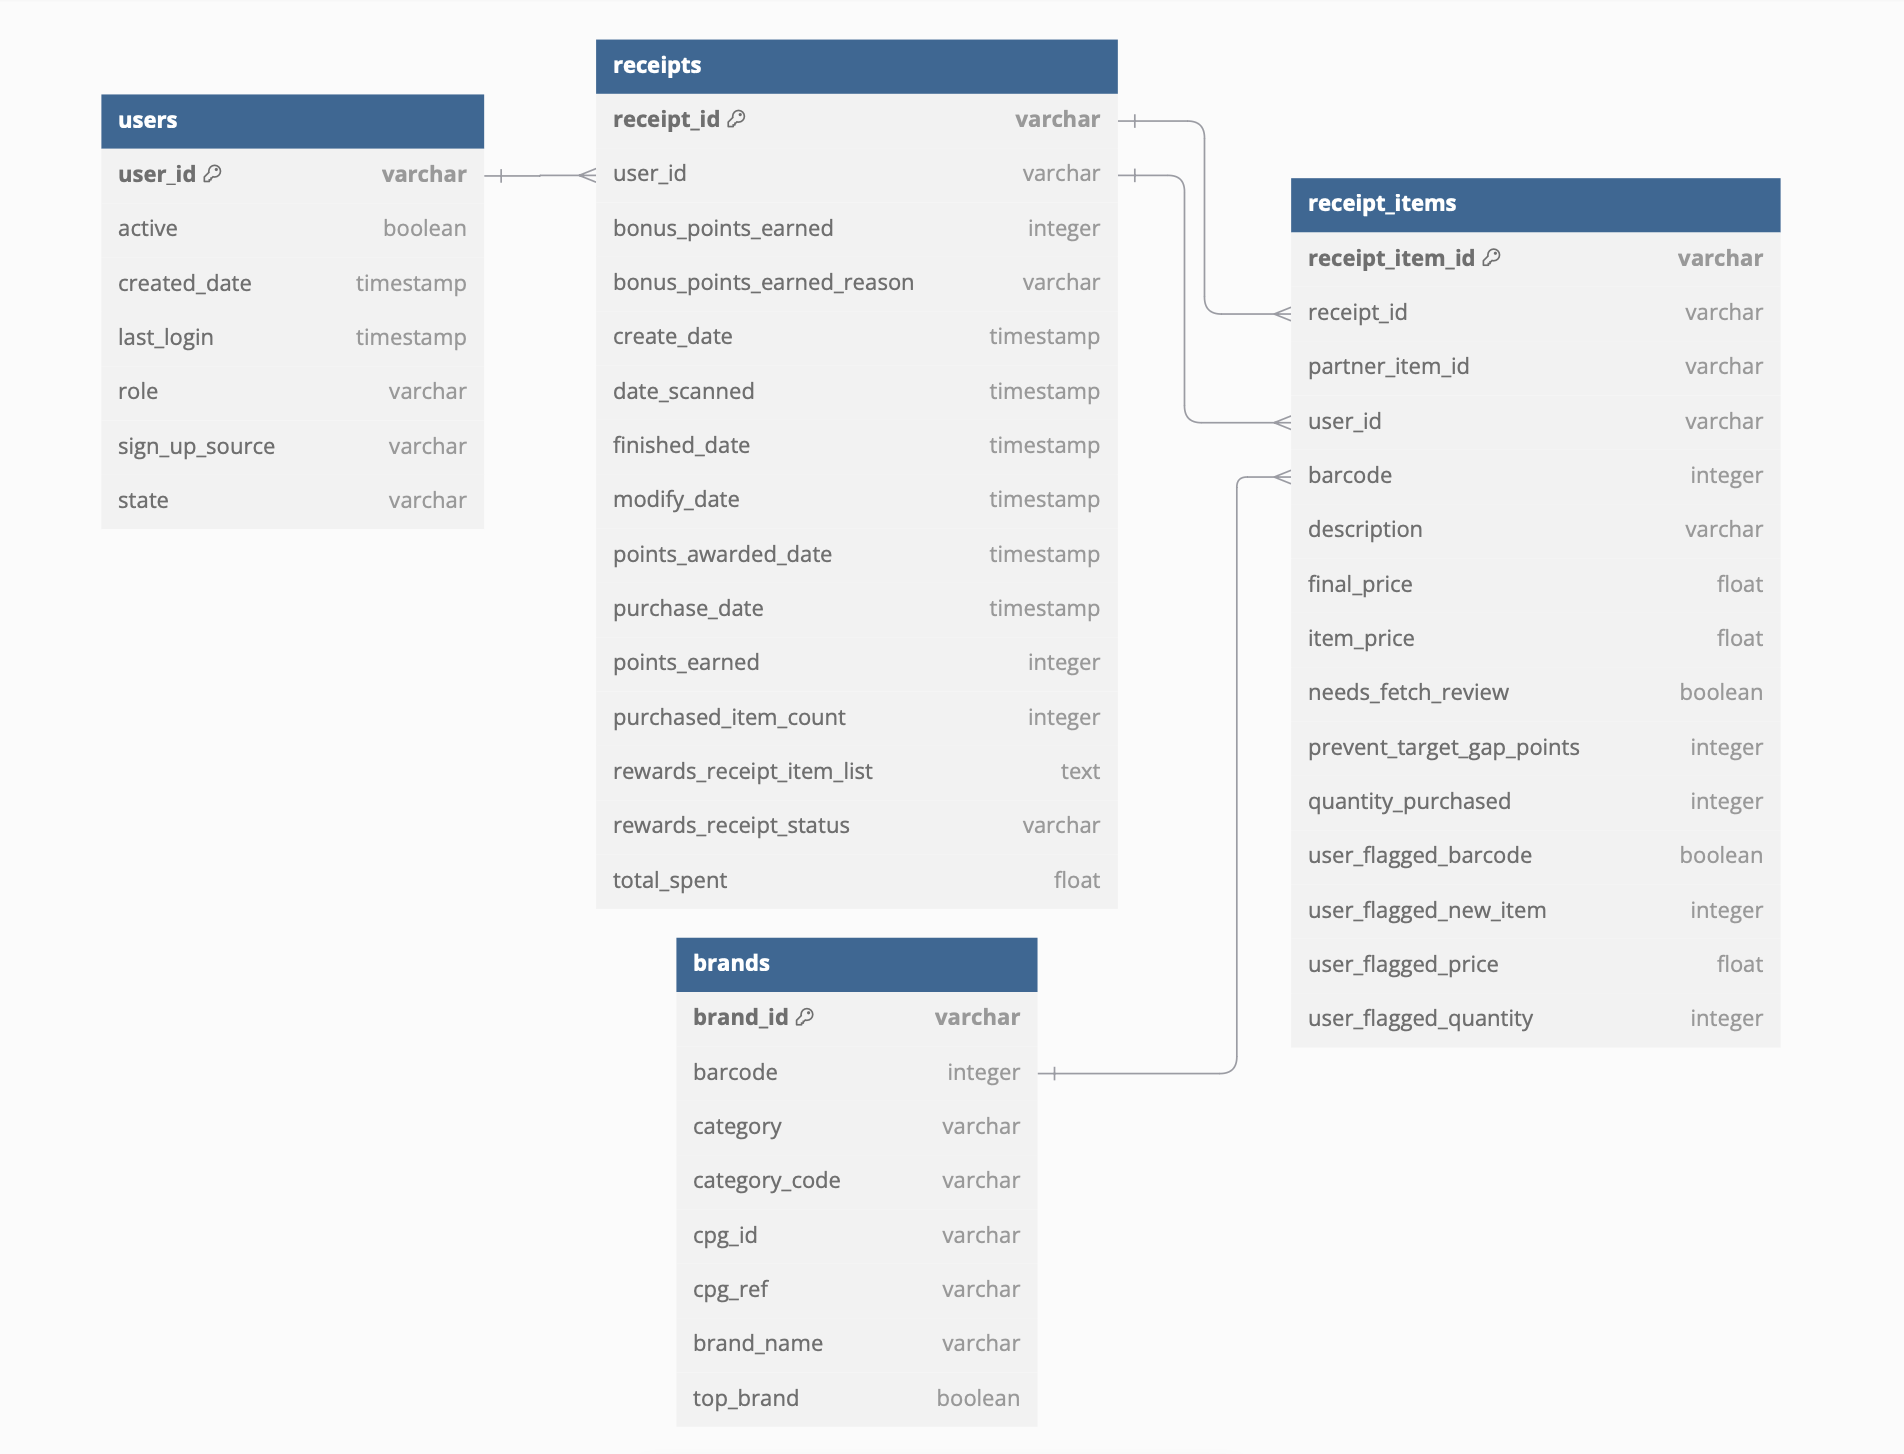 users
user_id varchar
active boolean
created_date timestamp
last_login timestamp
role varchar
sign_up_source varchar
state varchar
receipts
receipt_id varchar
user_id varchar
bonus_points_earned integer
bonus_points_earned_reason varchar
create_date timestamp
date_scanned timestamp
finished_date timestamp
modify_date timestamp
points_awarded_date timestamp
purchase_date timestamp
points_earned integer
purchased_item_count integer
rewards_receipt_item_list text
rewards_receipt_status varchar
total_spent float
receipt_items
receipt_item_id varchar
receipt_id varchar
partner_item_id varchar
user_id varchar
barcode integer
description varchar
final_price float
item_price float
needs_fetch_review boolean
prevent_target_gap_points integer
quantity_purchased integer
user_flagged_barcode boolean
user_flagged_new_item integer
user_flagged_price float
user_flagged_quantity integer
brands
brand_id varchar
barcode integer
category varchar
category_code varchar
cpg_id varchar
cpg_ref varchar
brand_name varchar
top_brand boolean